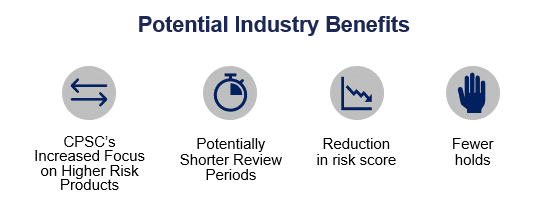 Potential Industry Benefits
CPSC's
Increased Focus
on Higher Risk
Products
Potentially
Shorter Review
Periods
Reduction
in risk score
Fewer
holds